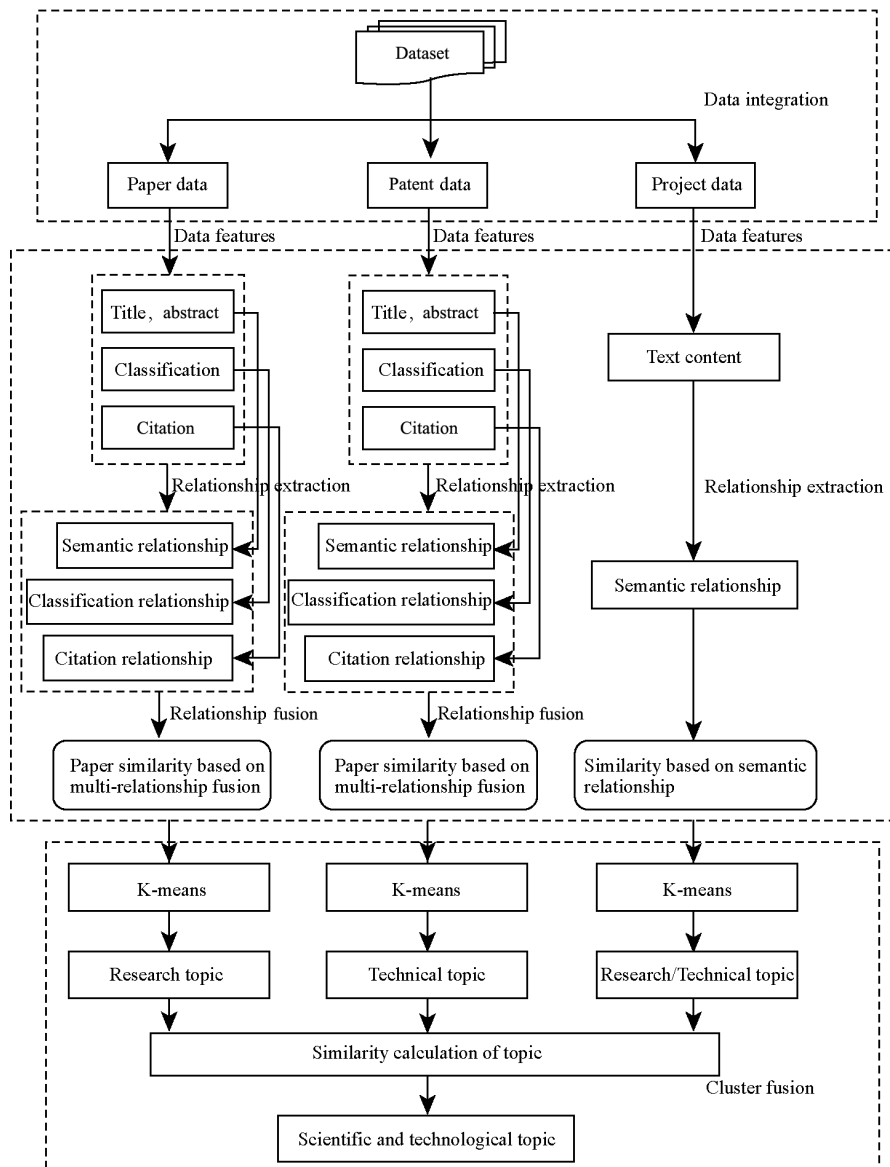 Dataset
Data integration
Paper data
Patent data
Project data
Data features
Data features
Data features
Title, abstract
Title, abstract
Classification
Classification
Text content
Citation
Citation
Relationship extraction
Relationship extraction
Relationship extraction
Semantic relationship
Semantic relationship
Semantic relationship
Classification relationship
Classification relationship
Citation relationship
Citation relationship
Relationship fusion
Relationship fusion
Paper similarity based on
multi-relationship fusion
Paper similarity based on
multi-relationship fusion
Similarity based on semantic
relationship
K-means
K-means
K-means
Research topic
Technical topic
Research/Technical topic
Similarity calculation of topic
Cluster fusion
Scientific and technological topic